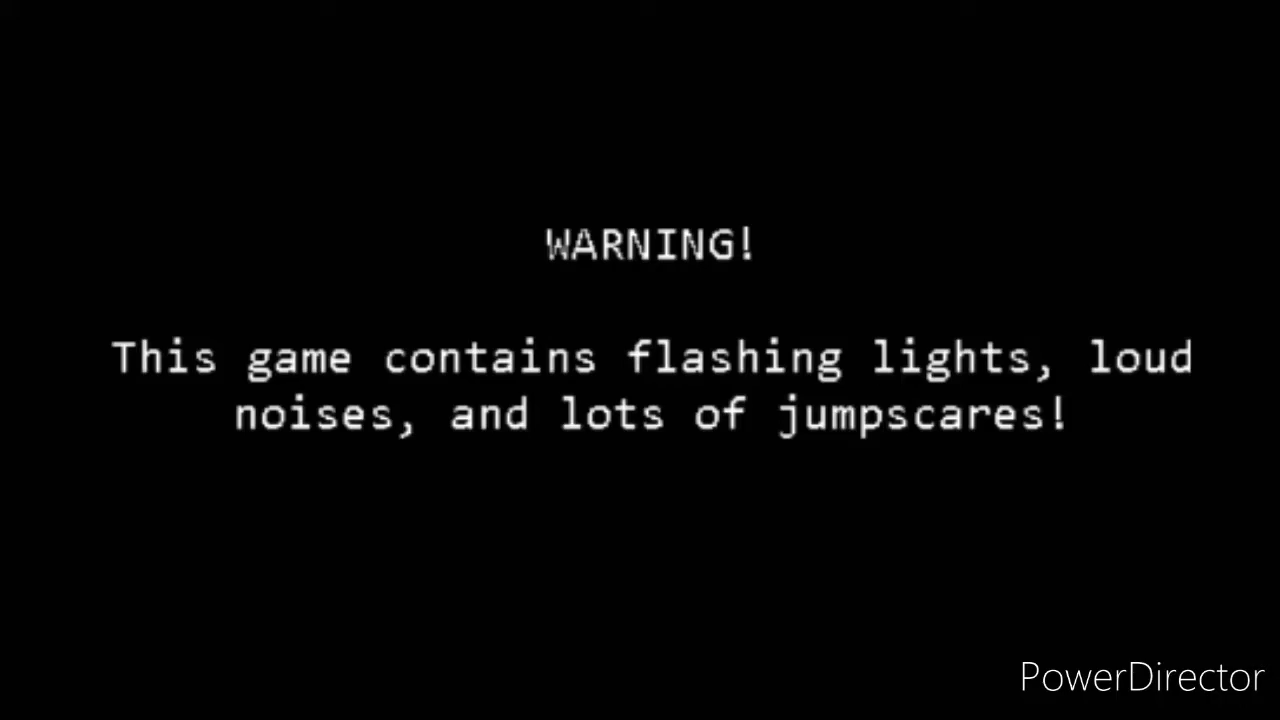 WARNING!
This game contains flashing lights, loud
noises, and lots of jumpscares!
PowerDirector